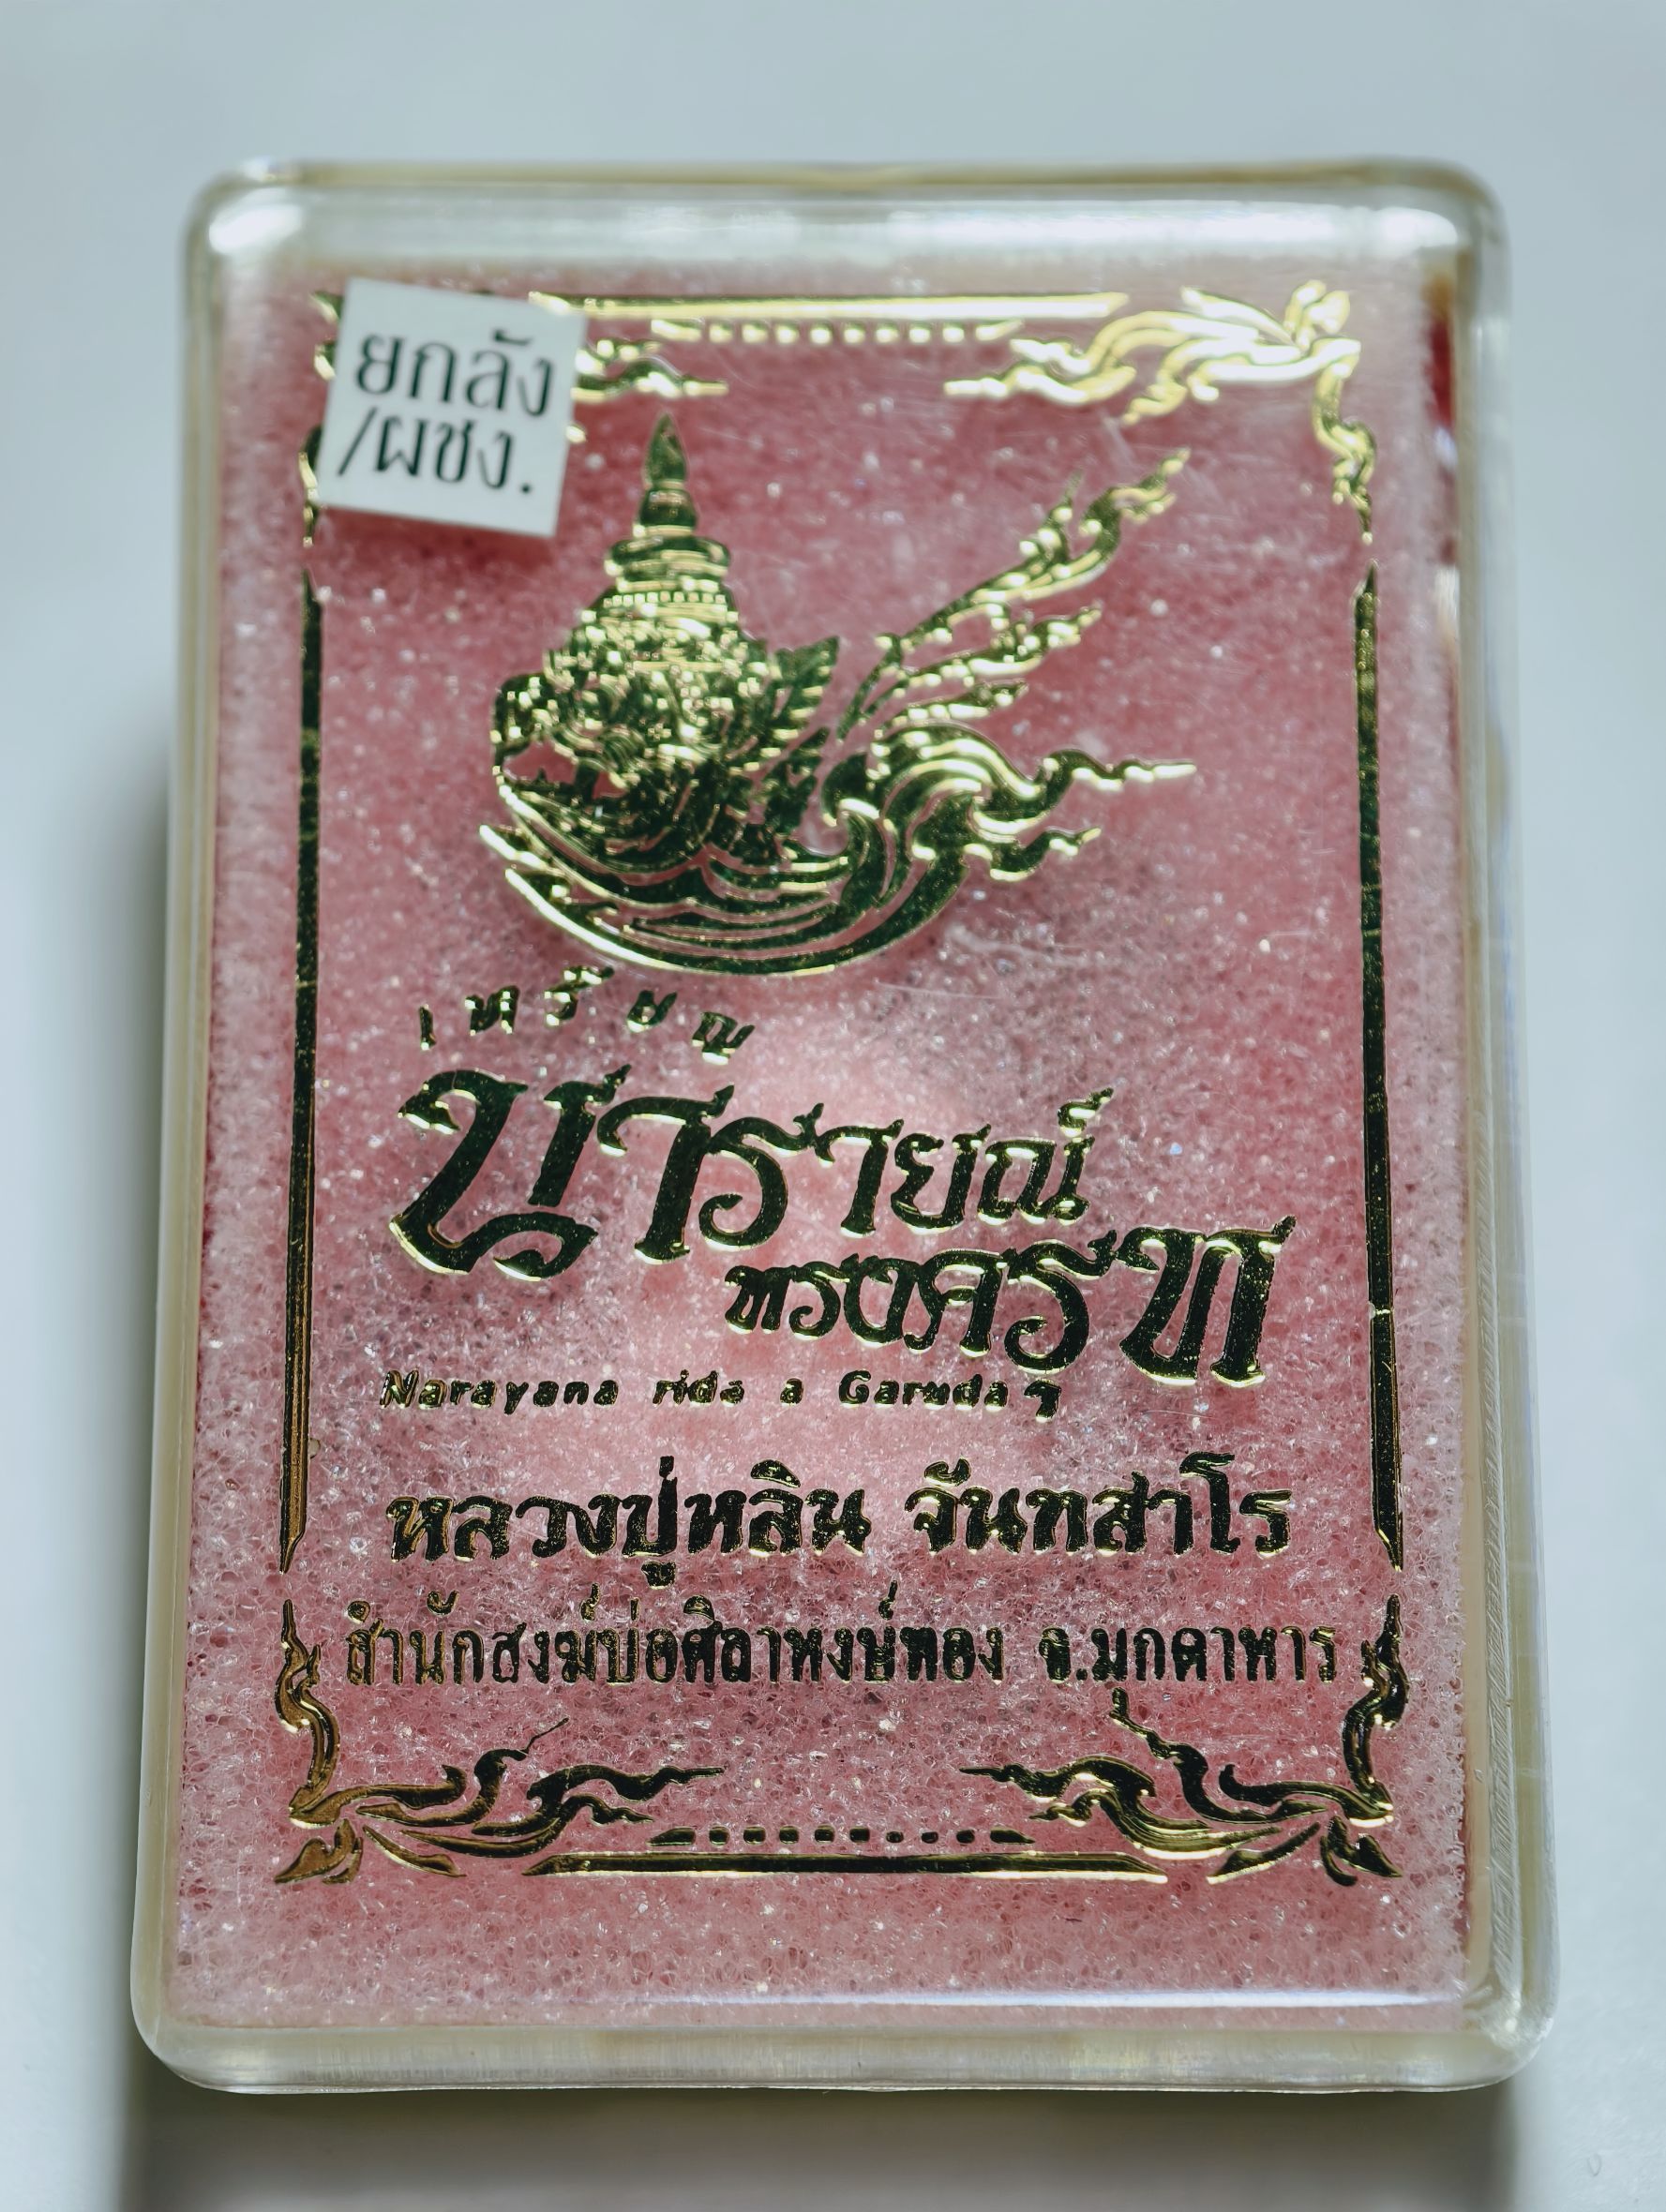 ยกลัง
/ผชง.
เหรียญ
นารายณ์
ทรงครุฑ
Narayana ride a Garuda
หลวงปู่หลิน จันทสาโร
สำนักสงฆ์บ่อศิลาหงษ์ทอง จ.มุกดาหาร